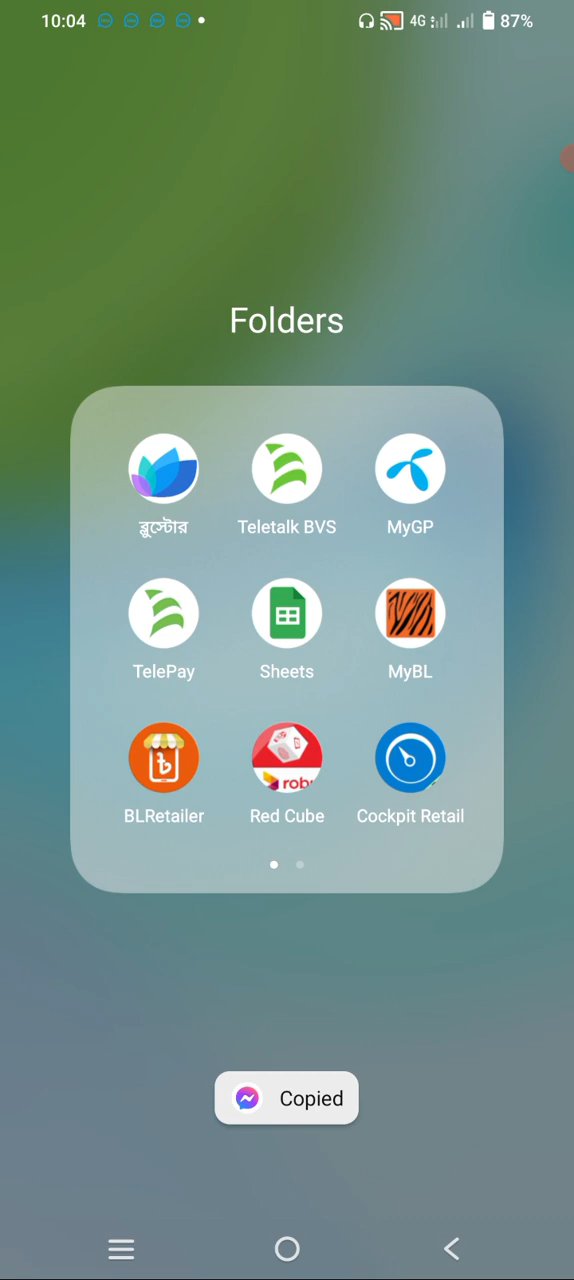 10:04
4G
87%
Folders
ব্লুস্টোর
Teletalk BVS
MyGP
TelePay
Sheets
MyBL
BLRetailer
Red Cube
Cockpit Retail
Copied